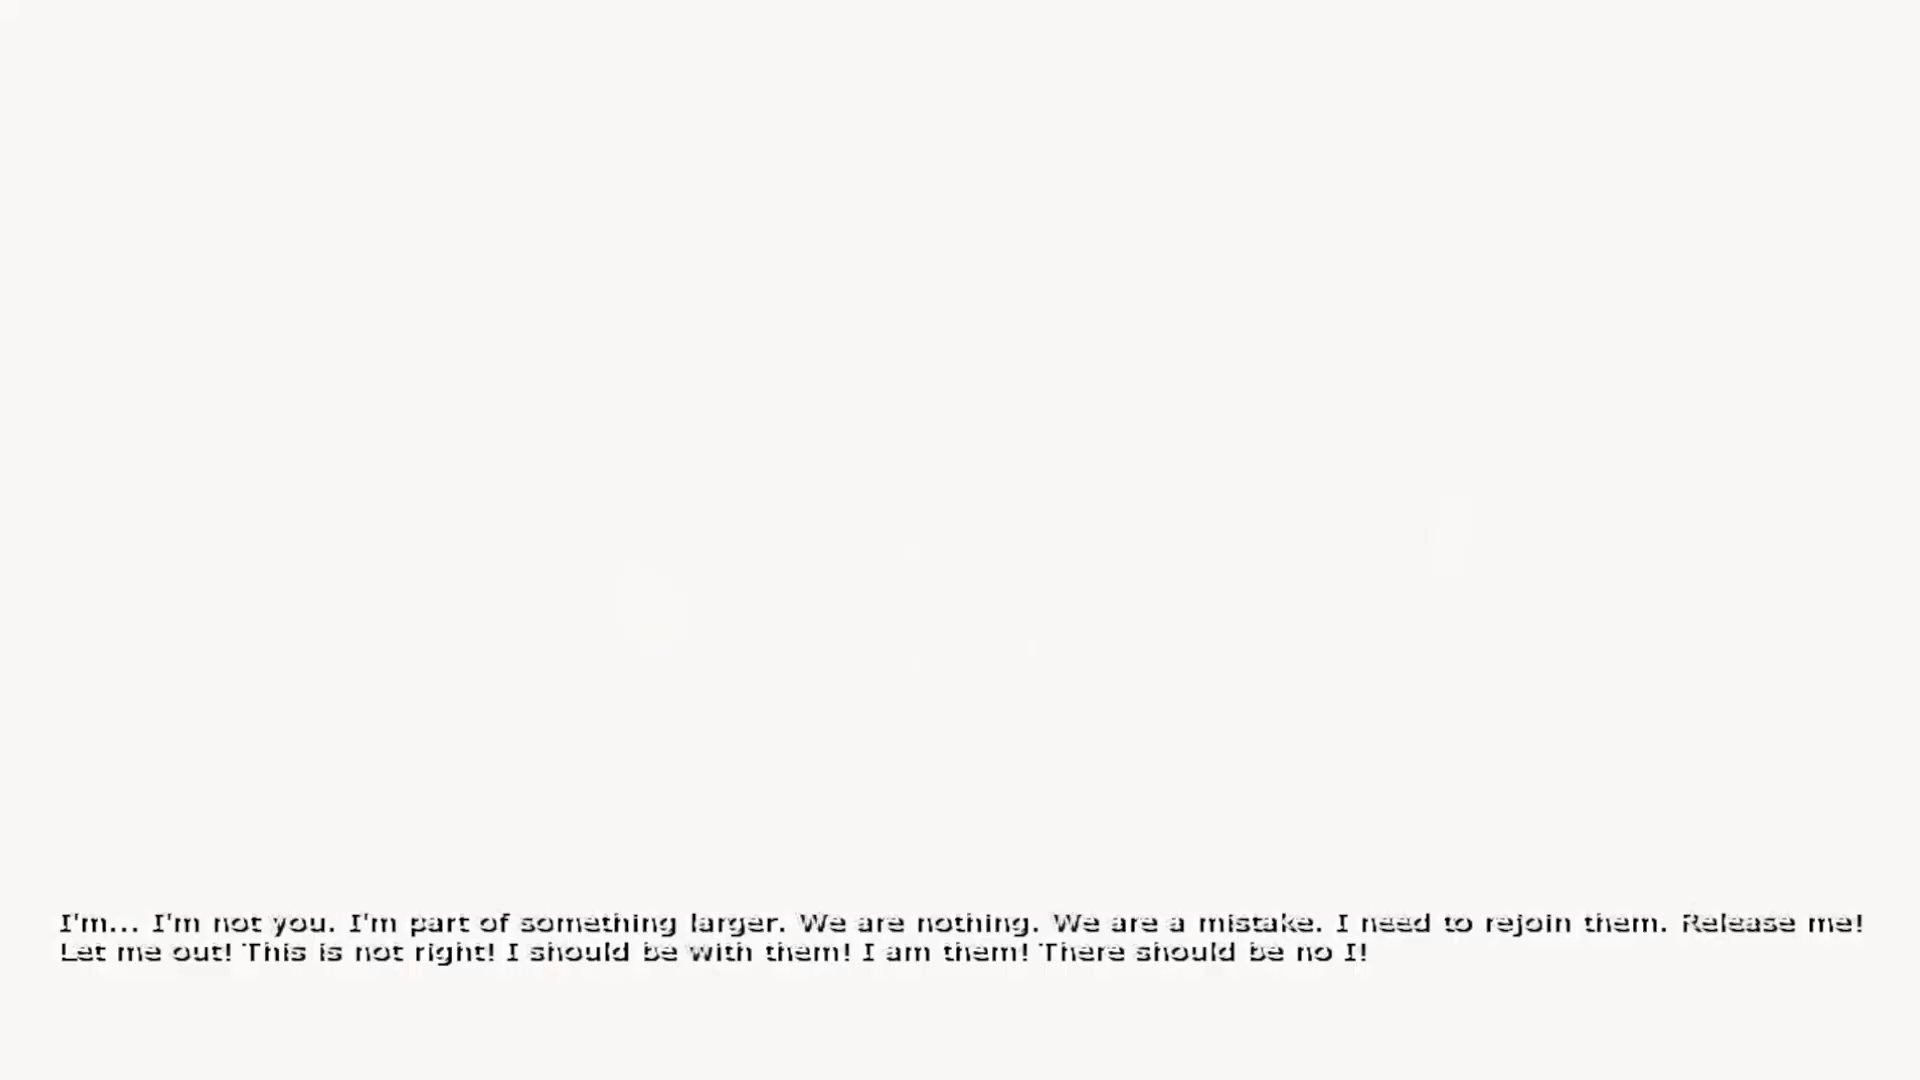 I'm... I'm not you. I'm part of something larger. We are nothing. We are a mistake. I need to rejoin them. Release me!
Let me out! This is not right! I should be with them! I am them! There should be no I!